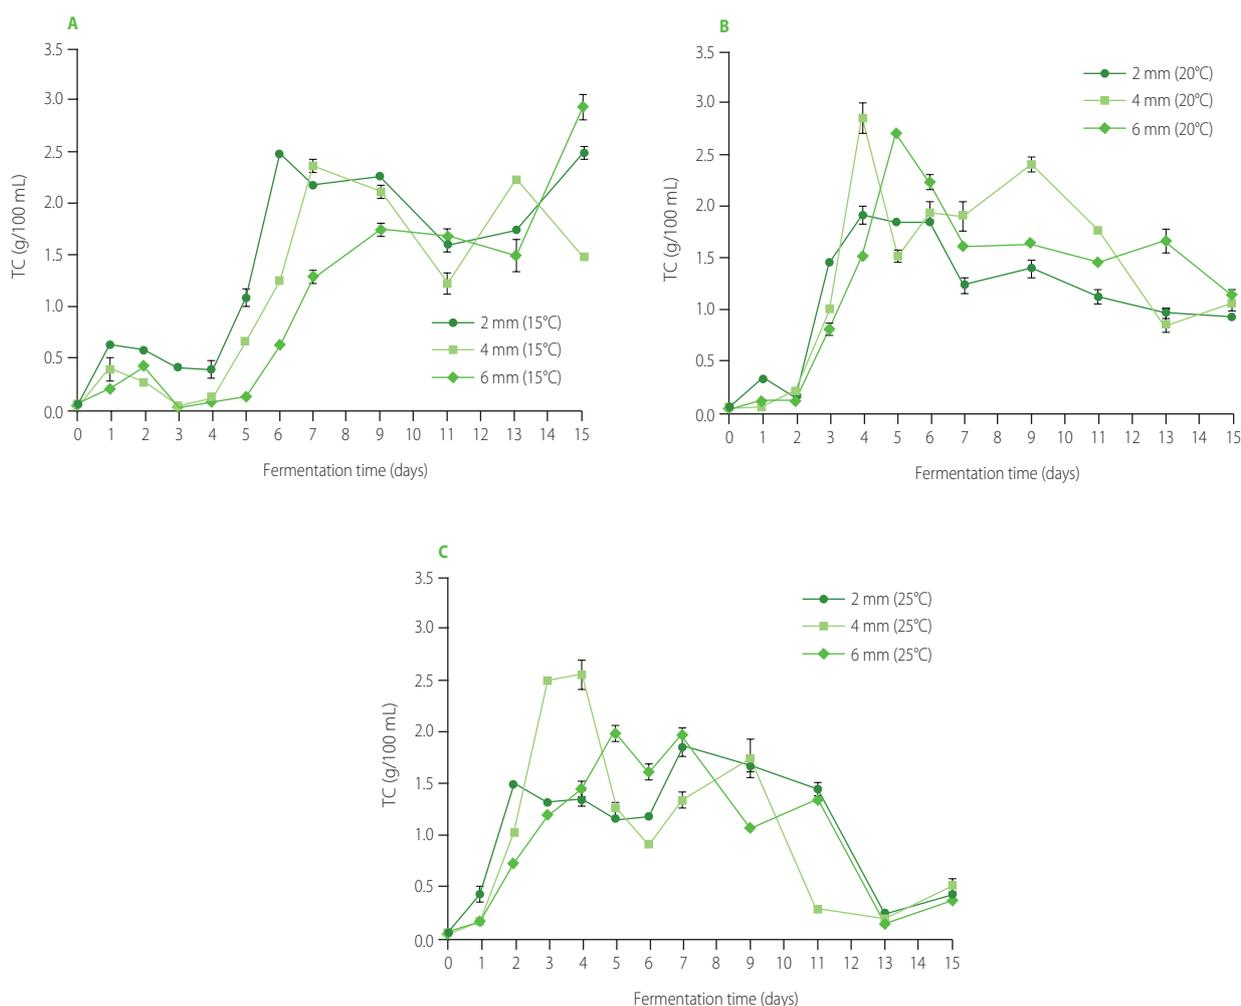 A
3.5
3.0
2.5
2.0
1.5
1.0
0.5
0.0
TC (g/100 mL)
2 mm (15°C)
4 mm (15°C)
6 mm (15°C)
0 1 2 3 4 5 6 7 8 9 10 11 12 13 14 15
Fermentation time (days)
B
3.5
3.0
2.5
2.0
1.5
1.0
0.5
0.0
TC (g/100 mL)
2 mm (20°C)
4 mm (20°C)
6 mm (20°C)
0 1 2 3 4 5 6 7 8 9 10 11 12 13 14 15
Fermentation time (days)
C
3.5
3.0
2.5
2.0
1.5
1.0
0.5
0.0
TC (g/100 mL)
2 mm (25°C)
4 mm (25°C)
6 mm (25°C)
0 1 2 3 4 5 6 7 8 9 10 11 12 13 14 15
Fermentation time (days)